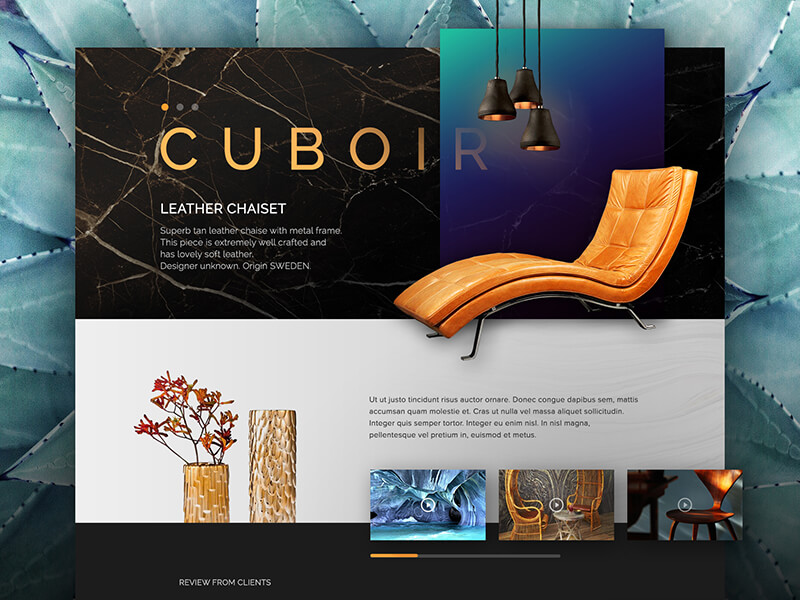 CUBOIR
LEATHER CHAISET
Superb tan leather chaise with metal frame.
This piece is extremely well crafted and
has lovely soft leather.
Designer unknown. Origin SWEDEN.
Ut ut justo tincidunt risus auctor ornare. Donec congue dapibus sem, mattis
accumsan quam molestie et. Cras ut nulla vel massa aliquet sollicitudin.
Integer quis semper tortor. Integer eu enim nisl. In nisl magna,
pellentesque vel pretium in, euismod et metus.
REVIEW FROM CLIENTS